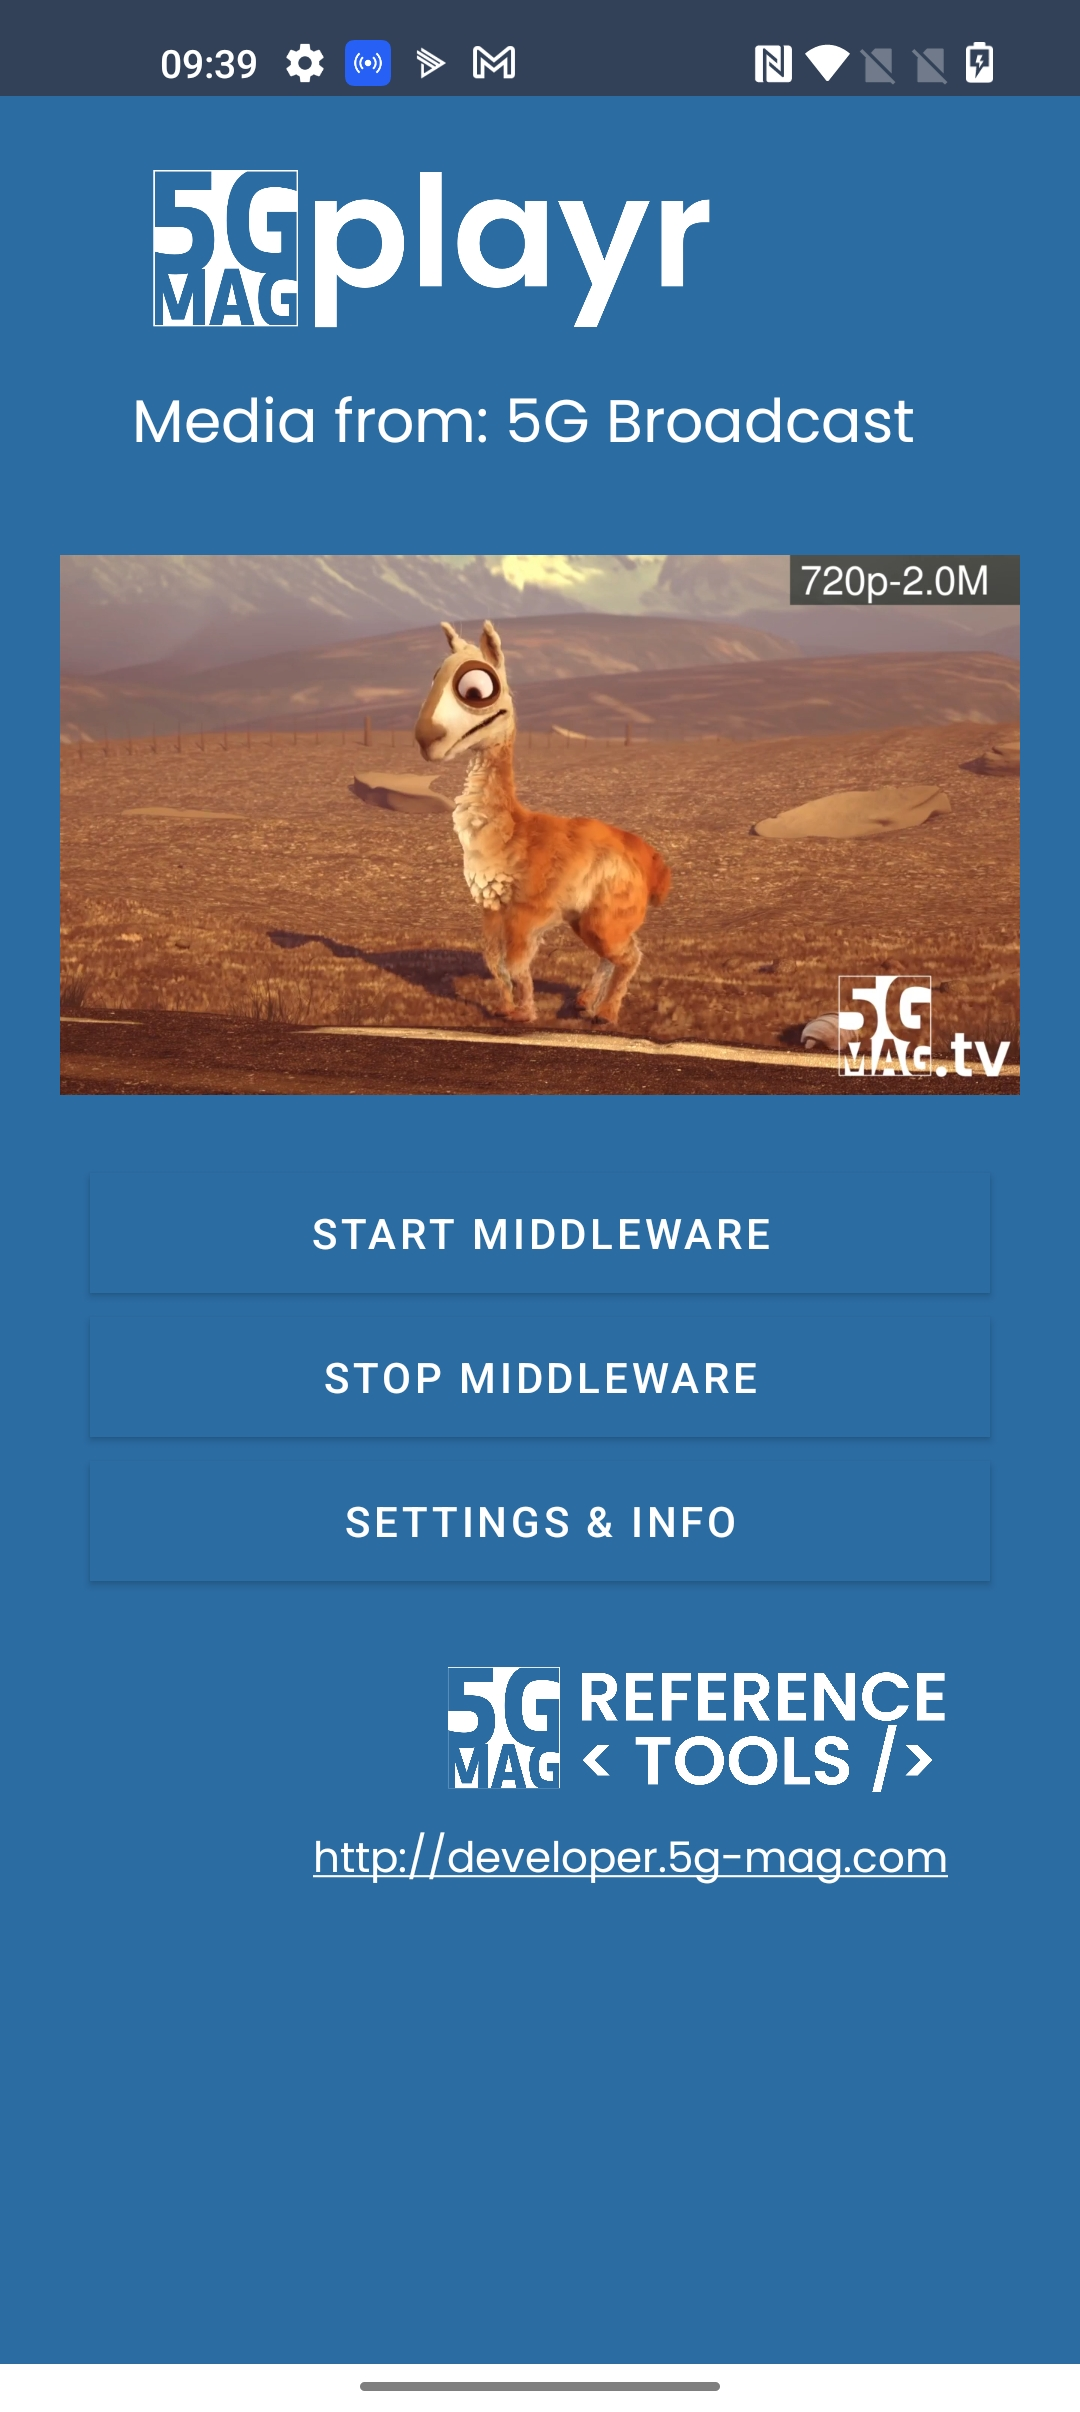 09:39
5G
MAG
playr
Media from: 5G Broadcast
720p-2.0M
5G
MAG.tv
START MIDDLEWARE
STOP MIDDLEWARE
SETTINGS & INFO
5G
MAG
REFERENCE
< TOOLS />
http://developer.5g-mag.com